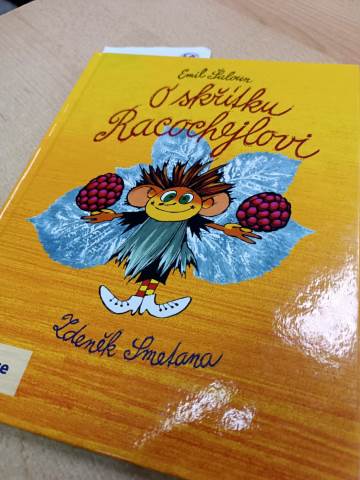 Emil Šaloun
O skřítku
Racochejlovi
Zdeněk Smetana